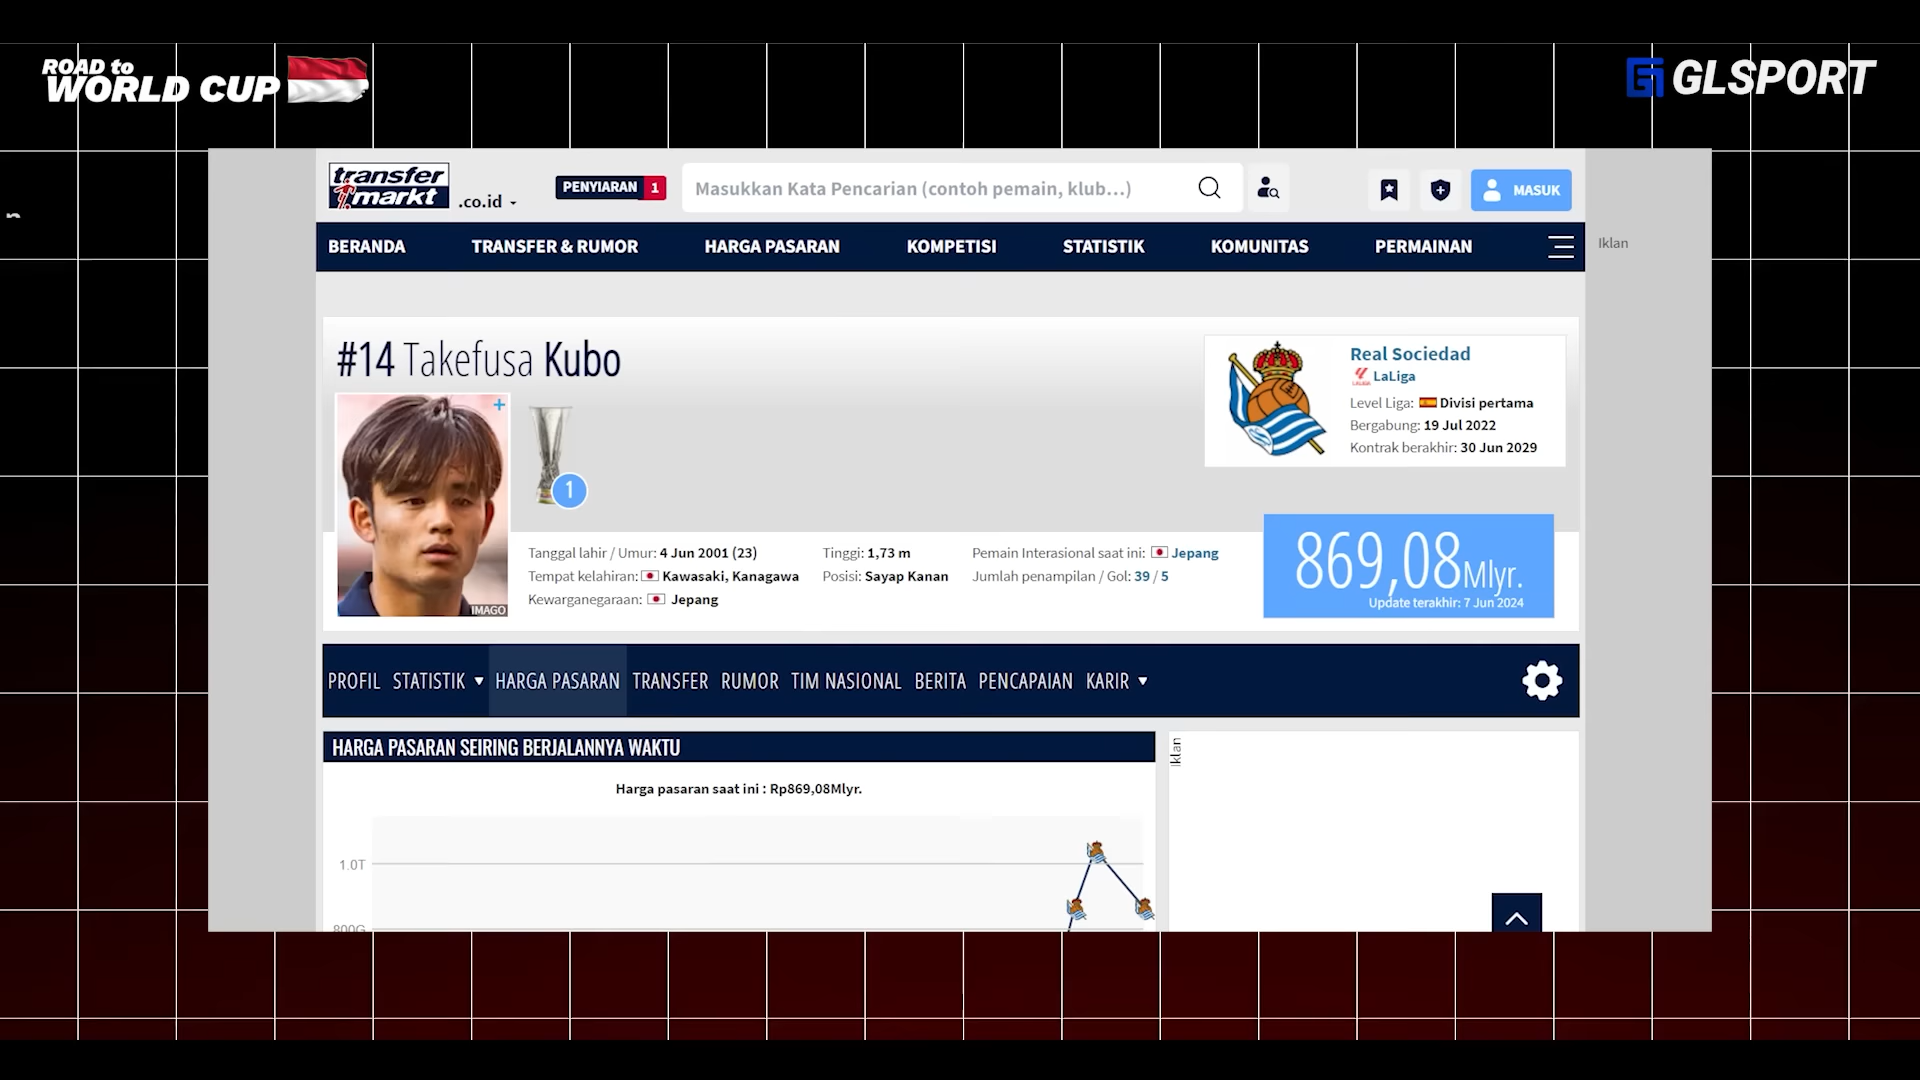 ROAD to
WORLD CUP
GLSPORT
transfer
markt
.co.id
PENYIARAN 1
Masukkan Kata Pencarian (contoh pemain, klub...)
MASUK
BERANDA TRANSFER & RUMOR HARGA PASARAN KOMPETISI STATISTIK KOMUNITAS PERMAINAN
Iklan
#14 Takefusa Kubo
Real Sociedad
LALIGA LaLiga
Level Liga: Divisi pertama
Bergabung: 19 Jul 2022
Kontrak berakhir: 30 Jun 2029
+
1
IMAGO
Tanggal lahir / Umur: 4 Jun 2001 (23)
Tempat kelahiran: Kawasaki, Kanagawa
Kewarganegaraan: Jepang
Tinggi: 1,73 m
Posisi: Sayap Kanan
Pemain Interasional saat ini: Jepang
Jumlah penampilan / Gol: 39 / 5
869,08 Mlyr.
Update terakhir: 7 Jun 2024
PROFIL STATISTIK HARGA PASARAN TRANSFER RUMOR TIM NASIONAL BERITA PENCAPAIAN KARIR
HARGA PASARAN SEIRING BERJALANNYA WAKTU
Iklan
Harga pasaran saat ini : Rp869,08Mlyr.
1.0T
800G